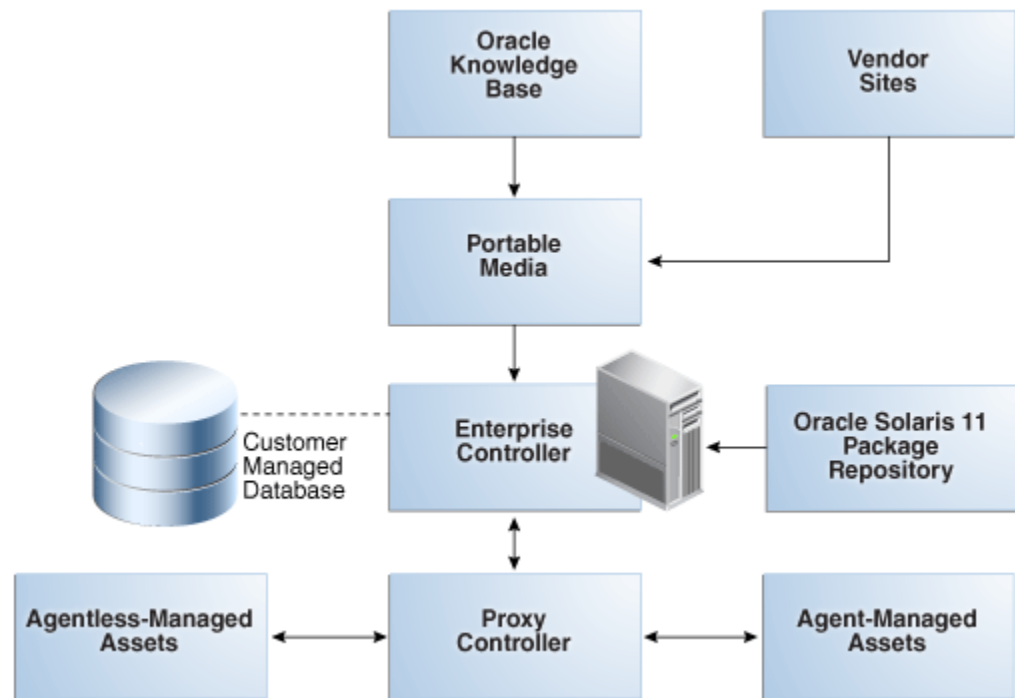 Oracle
Knowledge
Base
Vendor
Sites
Portable
Media
Customer
Managed
Database
Enterprise
Controller
Oracle Solaris 11
Package
Repository
Agentless-Managed
Assets
Proxy
Controller
Agent-Managed
Assets